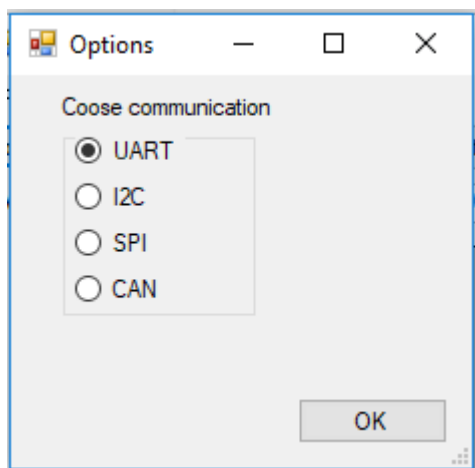 Options
Coose communication
UART
I2C
SPI
CAN
OK